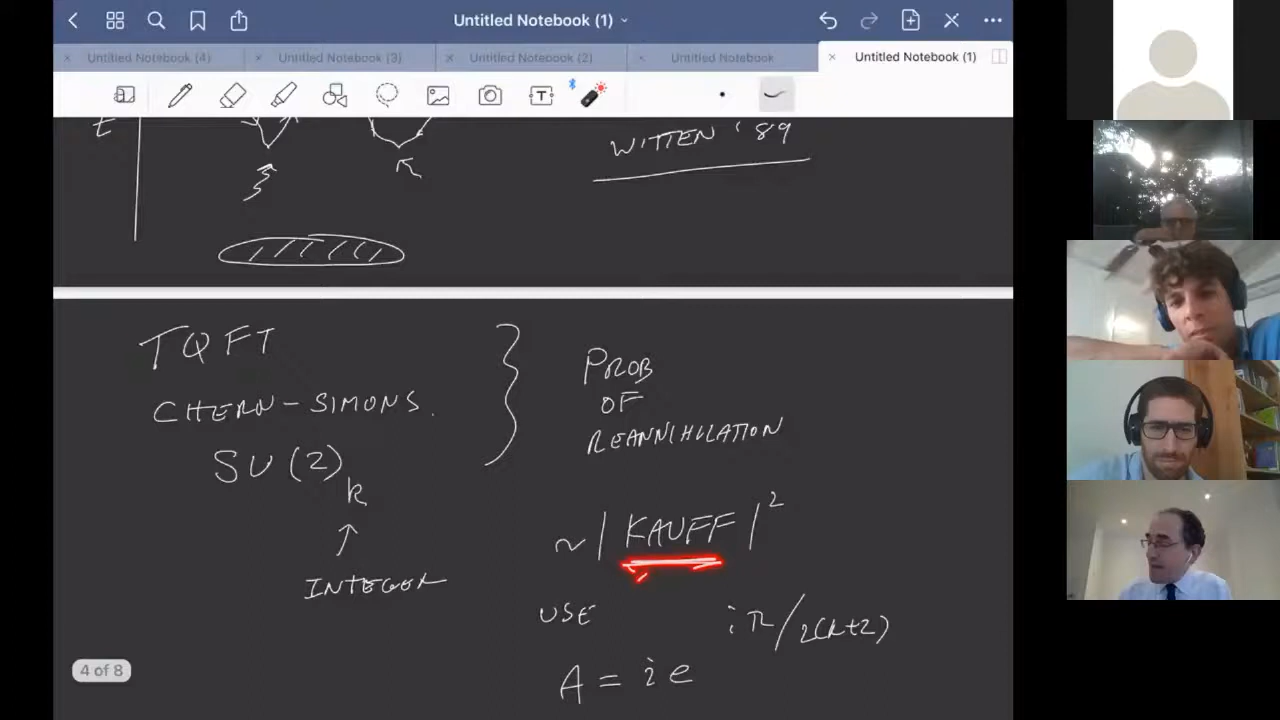 Untitled Notebook (1)
Untitled Notebook (4)
Untitled Notebook (3)
Untitled Notebook (2)
Untitled Notebook
Untitled Notebook (1)
t
WITTEN '89
TQFT
CHERN-SIMONS.
SU(2)k
↑
INTEGER
PROB
OF
REANNIHILATION
~|KAUFF|²
USE
A = i e^{iπ/2(k+2)}
4 of 8